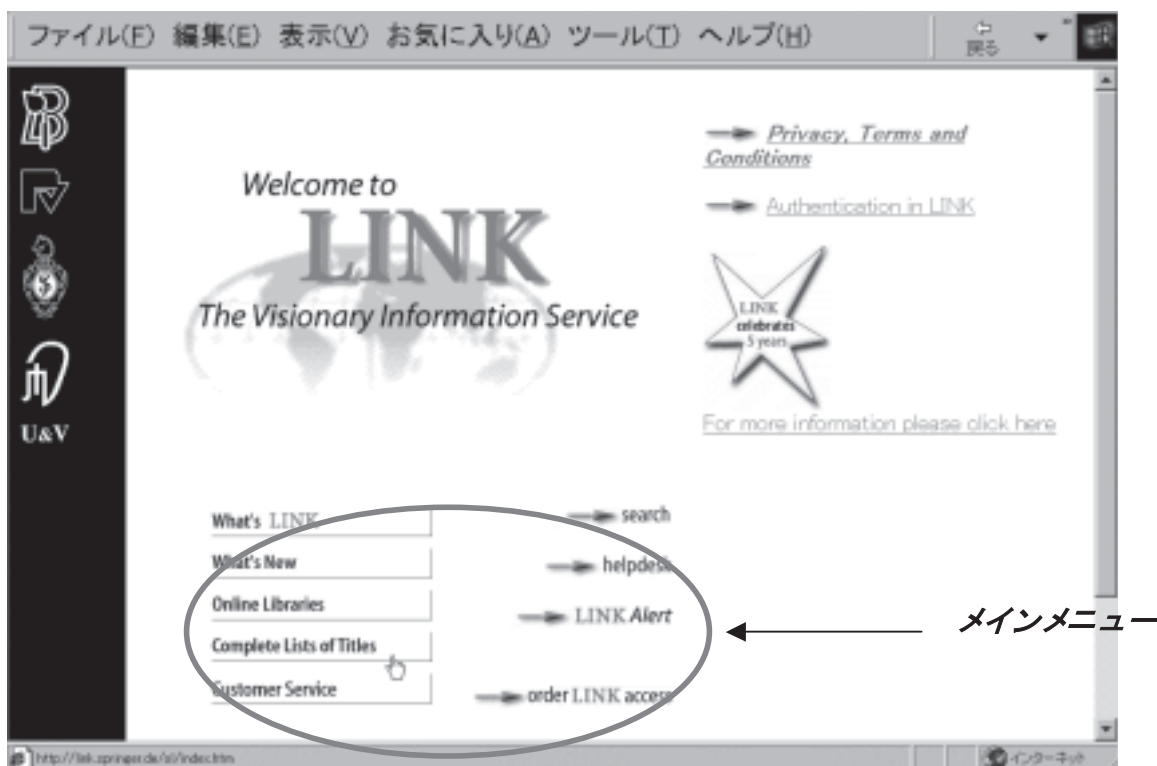 ファイル(F) 編集(E) 表示(V) お気に入り(A) ツール(T) ヘルプ(H)
戻る
U&V
Welcome to
LINK
The Visionary Information Service
Privacy, Terms and
Conditions
Authentication in LINK
LINK
celebrates
5 years
For more information please click here
What's LINK
What's New
Online Libraries
Complete Lists of Titles
Customer Service
search
helpdesk
LINK Alert
order LINK access
メインメニュー
http://link.springer.de/ol/index.htm
インターネット